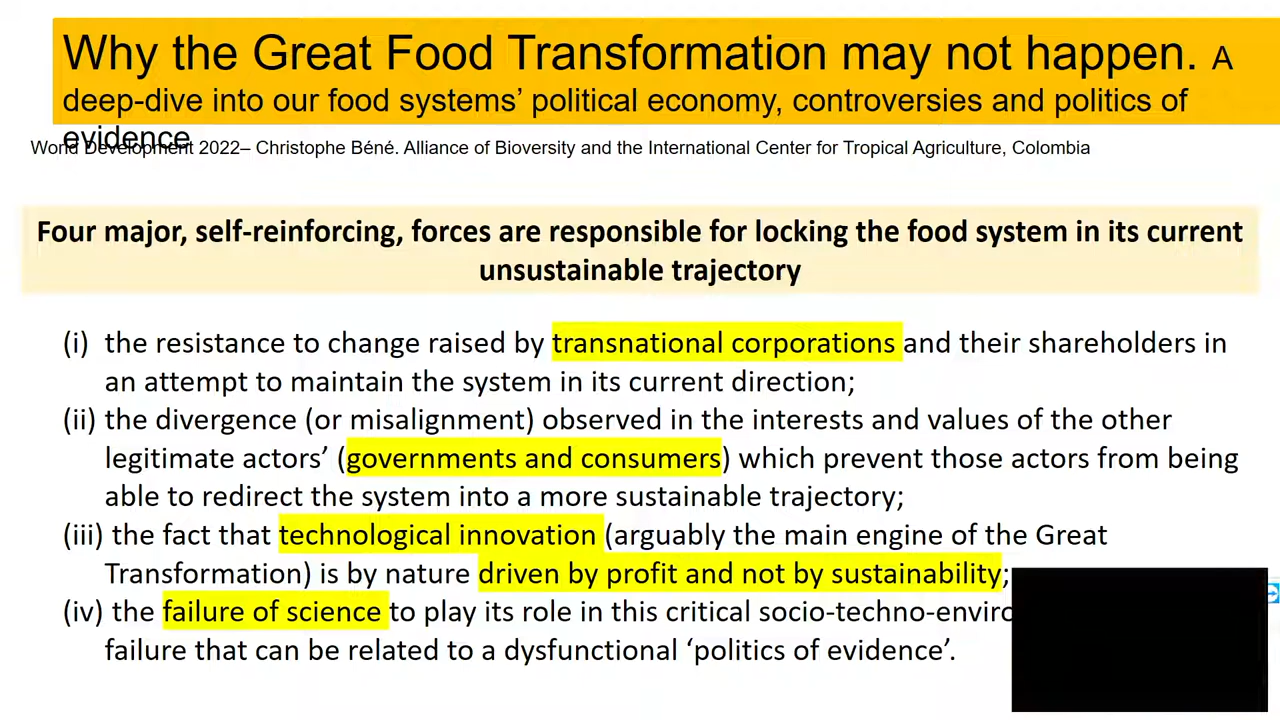 Why the Great Food Transformation may not happen. A
deep-dive into our food systems’ political economy, controversies and politics of
evidence
World Development 2022– Christophe Béné. Alliance of Bioversity and the International Center for Tropical Agriculture, Colombia
Four major, self-reinforcing, forces are responsible for locking the food system in its current
unsustainable trajectory
(i) the resistance to change raised by transnational corporations and their shareholders in
an attempt to maintain the system in its current direction;
(ii) the divergence (or misalignment) observed in the interests and values of the other
legitimate actors’ (governments and consumers) which prevent those actors from being
able to redirect the system into a more sustainable trajectory;
(iii) the fact that technological innovation (arguably the main engine of the Great
Transformation) is by nature driven by profit and not by sustainability;
(iv) the failure of science to play its role in this critical
failure that can be related to a dysfunctional ‘politics of evidence’.